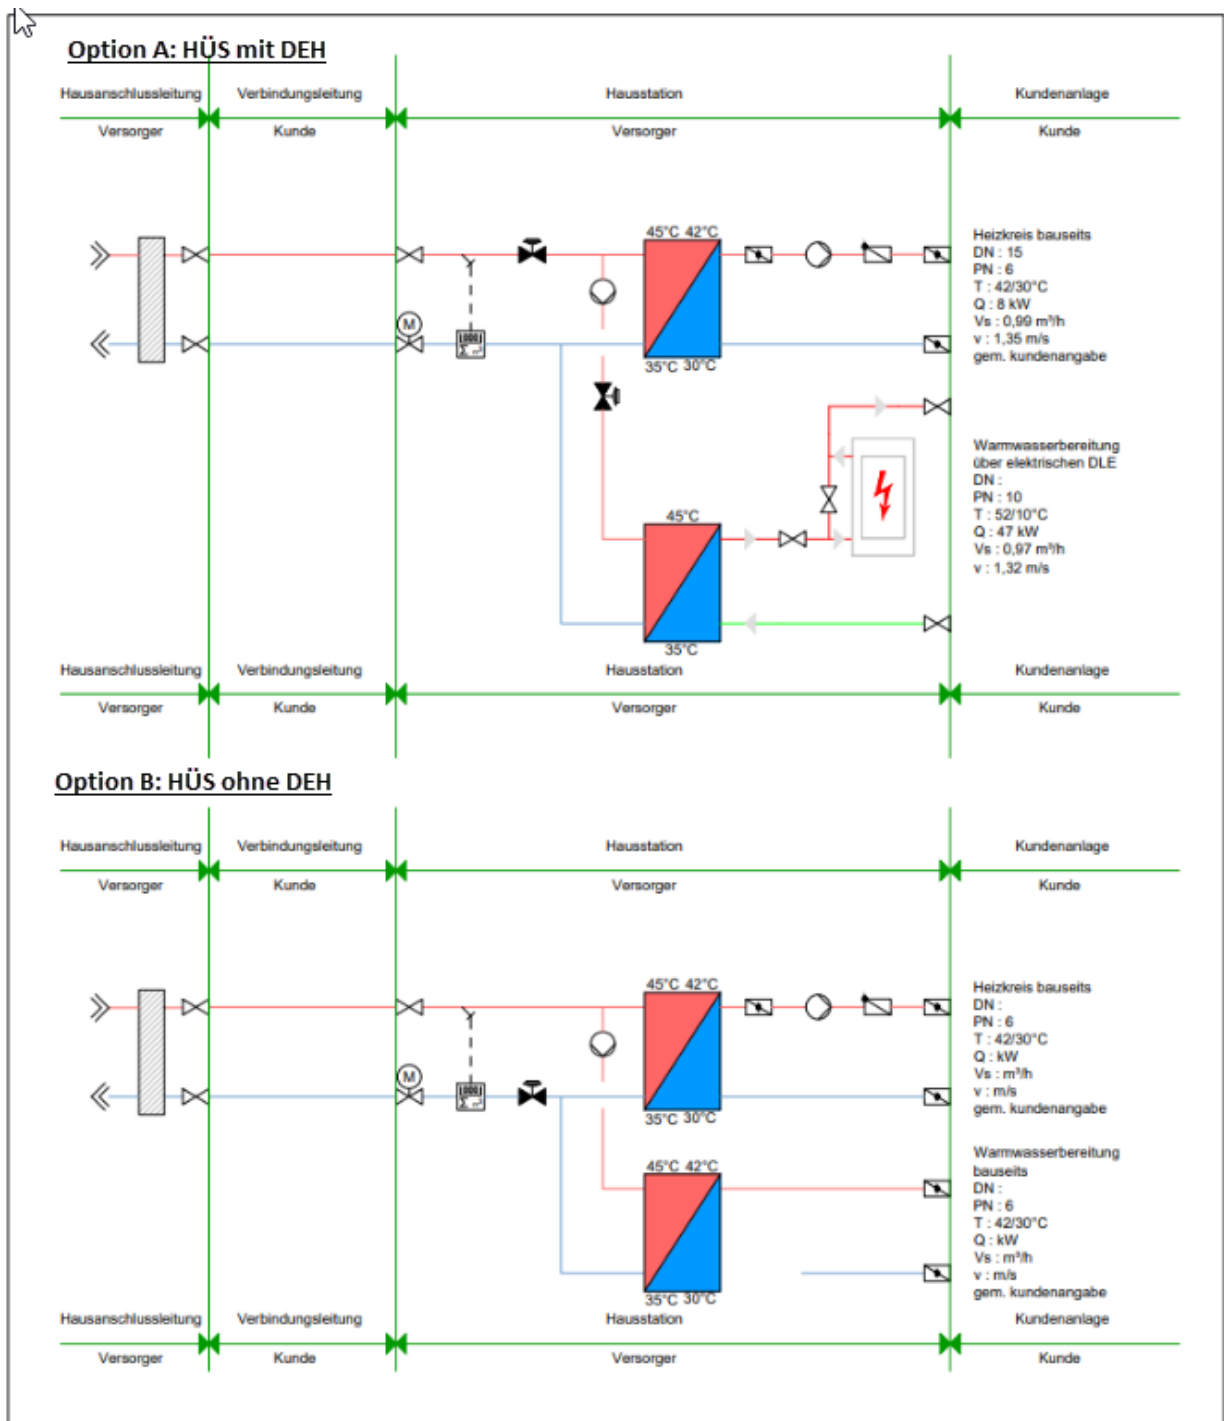 Option A: HÜS mit DEH
Hausanschlussleitung Verbindungsleitung Hausstation Kundenanlage
Versorger Kunde Versorger Kunde
45°C 42°C
Heizkreis bauseits
DN : 15
PN : 6
T : 42/30°C
Q : 8 kW
Vs : 0,99 m³/h
v : 1,35 m/s
gem. kundenangabe
M
35°C 30°C
Warmwasserbereitung
über elektrischen DLE
DN :
PN : 10
T : 52/10°C
Q : 47 kW
Vs : 0,97 m³/h
v : 1,32 m/s
45°C
35°C
Hausanschlussleitung Verbindungsleitung Hausstation Kundenanlage
Versorger Kunde Versorger Kunde
Option B: HÜS ohne DEH
Hausanschlussleitung Verbindungsleitung Hausstation Kundenanlage
Versorger Kunde Versorger Kunde
45°C 42°C
Heizkreis bauseits
DN :
PN : 6
T : 42/30°C
Q : kW
Vs : m³/h
v : m/s
gem. kundenangabe
M
35°C 30°C
Warmwasserbereitung
bauseits
DN :
PN : 6
T : 42/30°C
Q : kW
Vs : m³/h
v : m/s
gem. kundenangabe
45°C 42°C
35°C 30°C
Hausanschlussleitung Verbindungsleitung Hausstation Kundenanlage
Versorger Kunde Versorger Kunde